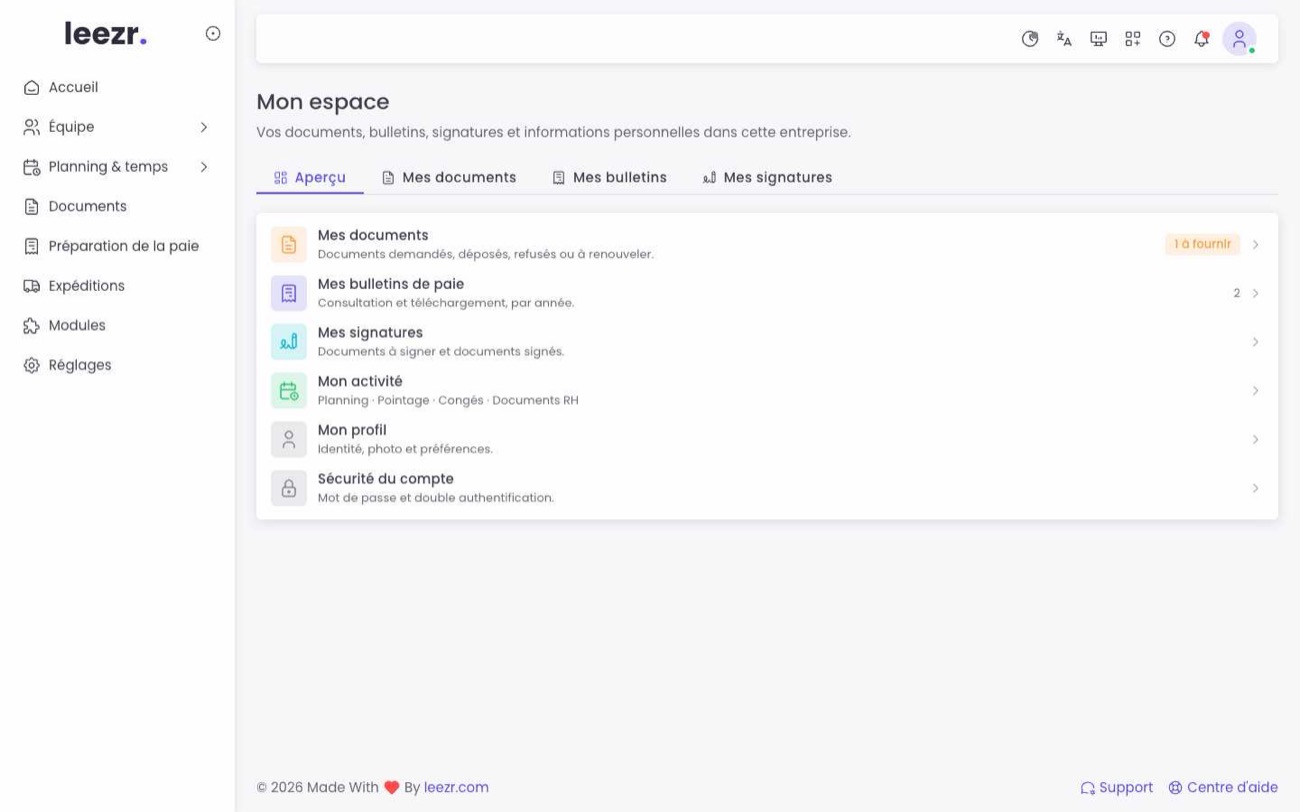 leezr.
Accueil
Équipe
Planning & temps
Documents
Préparation de la paie
Expéditions
Modules
Réglages
Mon espace
Vos documents, bulletins, signatures et informations personnelles dans cette entreprise.
Aperçu
Mes documents
Mes bulletins
Mes signatures
Mes documents
Documents demandés, déposés, refusés ou à renouveler.
1 à fournir
Mes bulletins de paie
Consultation et téléchargement, par année.
2
Mes signatures
Documents à signer et documents signés.
Mon activité
Planning · Pointage · Congés · Documents RH
Mon profil
Identité, photo et préférences.
Sécurité du compte
Mot de passe et double authentification.
© 2026 Made With ❤ By leezr.com
Support
Centre d'aide